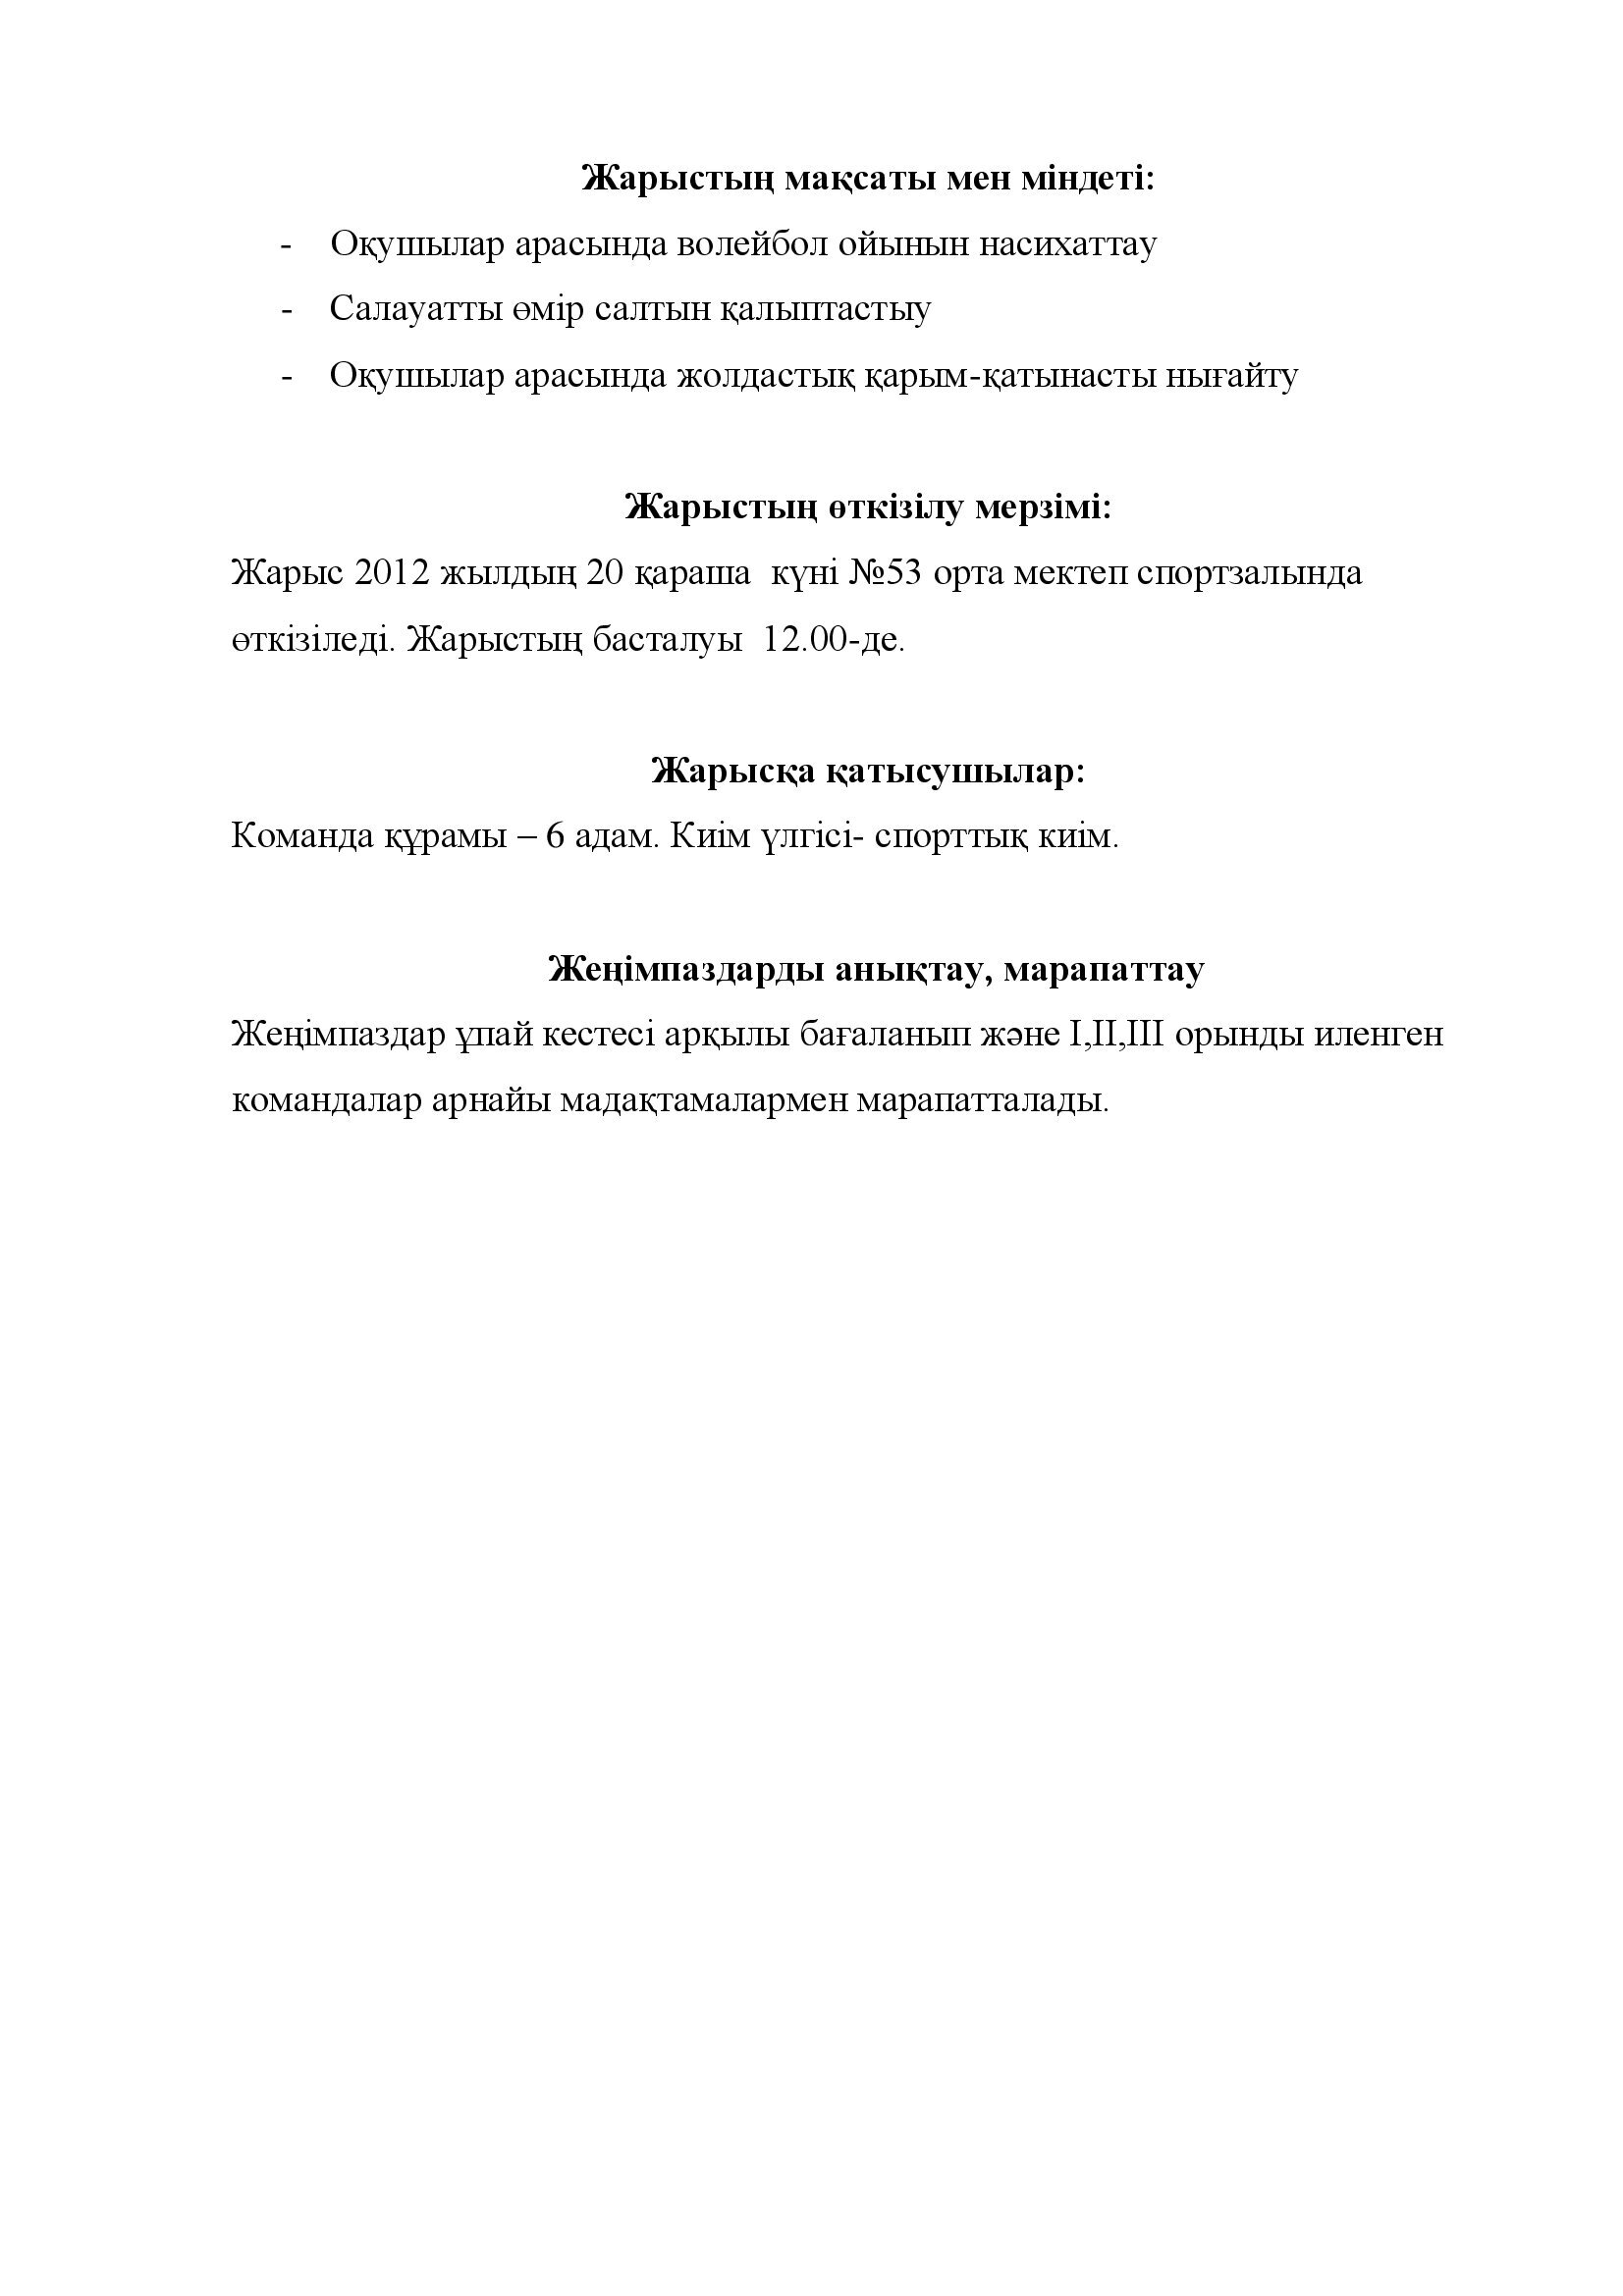 Жарыстың мақсаты мен міндеті:
- Оқушылар арасында волейбол ойынын насихаттау
- Салауатты өмір салтын қалыптастыу
- Оқушылар арасында жолдастық қарым-қатынасты нығайту
Жарыстың өткізілу мерзімі:
Жарыс 2012 жылдың 20 қараша  күні №53 орта мектеп спортзалында
өткізіледі. Жарыстың басталуы  12.00-де.
Жарысқа қатысушылар:
Команда құрамы – 6 адам. Киім үлгісі- спорттық киім.
Жеңімпаздарды анықтау, марапаттау
Жеңімпаздар ұпай кестесі арқылы бағаланып және І,ІІ,ІІІ орынды иленген
командалар арнайы мадақтамалармен марапатталады.